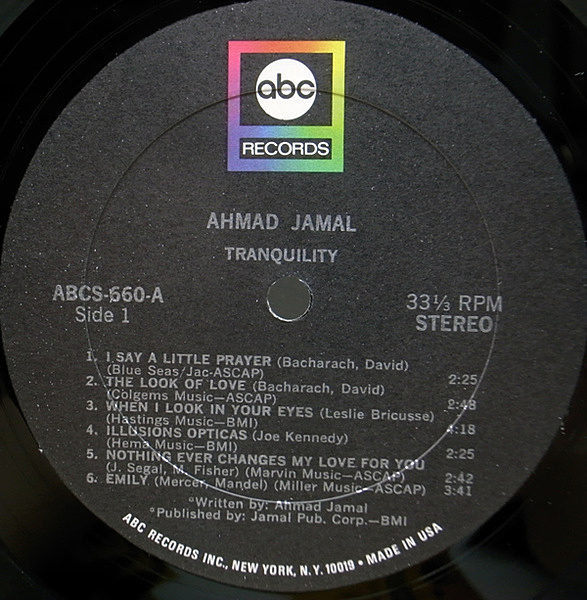 abc
RECORDS
AHMAD JAMAL
TRANQUILITY
ABCS-660-A
Side 1
33⅓ RPM
STEREO
1. I SAY A LITTLE PRAYER (Bacharach, David)
(Blue Seas/Jac-ASCAP) 2:25
2. THE LOOK OF LOVE (Bacharach, David)
(Colgems Music-ASCAP) 2:48
3. WHEN I LOOK IN YOUR EYES (Leslie Bricusse)
(Hastings Music-BMI) 4:18
4. ILLUSIONS OPTICAS (Joe Kennedy)
(Hema Music-BMI) 2:25
5. NOTHING EVER CHANGES MY LOVE FOR YOU
(J. Segal, M. Fisher) (Marvin Music-ASCAP) 2:42
6. EMILY (Mercer, Mandel) (Miller Music-ASCAP) 3:41
°Written by: Ahmad Jamal
°Published by: Jamal Pub. Corp.-BMI
ABC RECORDS INC., NEW YORK, N.Y. 10019 • MADE IN USA